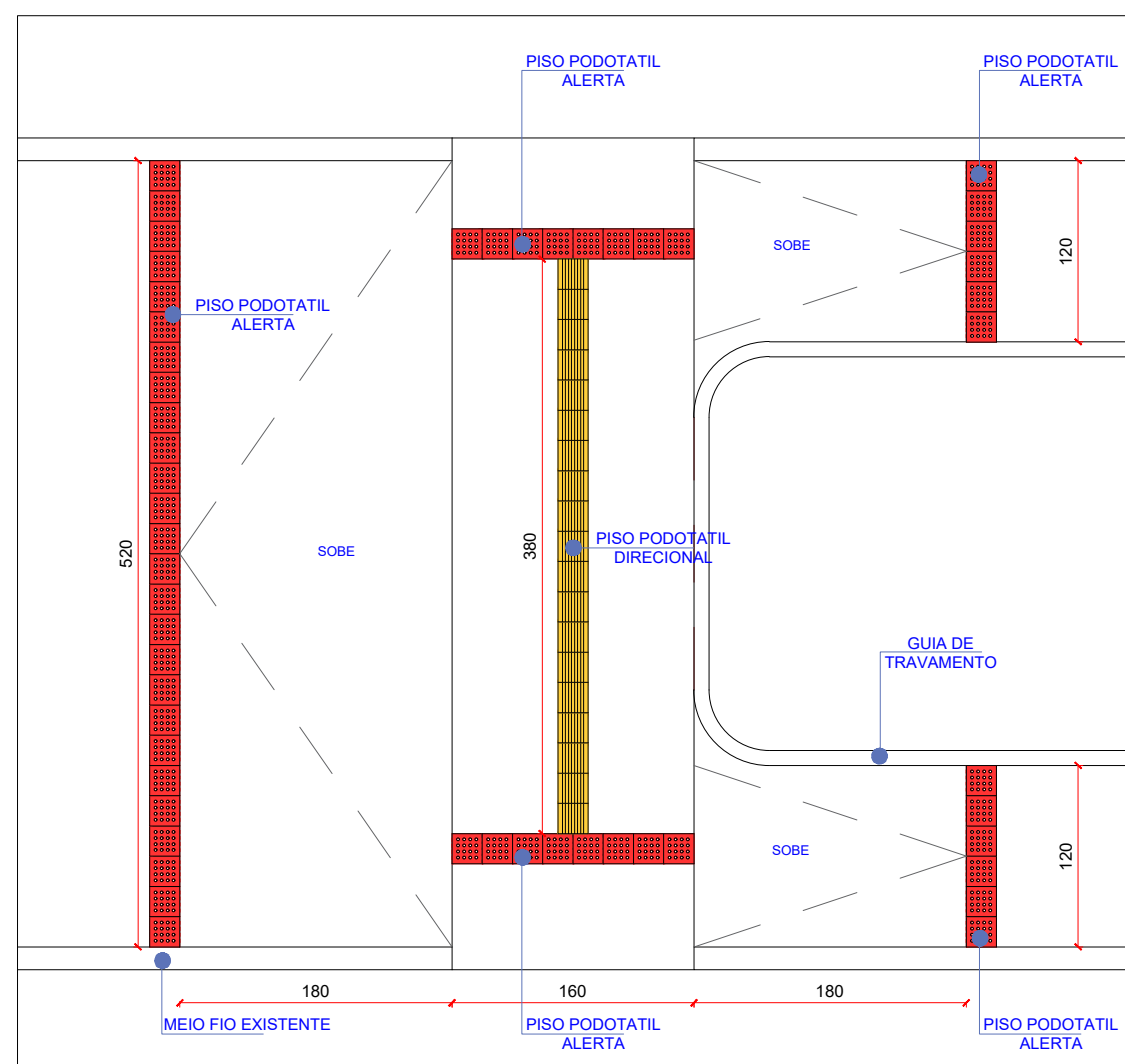 PISO PODOTATIL
ALERTA
PISO PODOTATIL
ALERTA
SOBE
120
PISO PODOTATIL
ALERTA
520
SOBE
380
PISO PODOTATIL
DIRECIONAL
GUIA DE
TRAVAMENTO
SOBE
120
180
160
180
MEIO FIO EXISTENTE
PISO PODOTATIL
ALERTA
PISO PODOTATIL
ALERTA